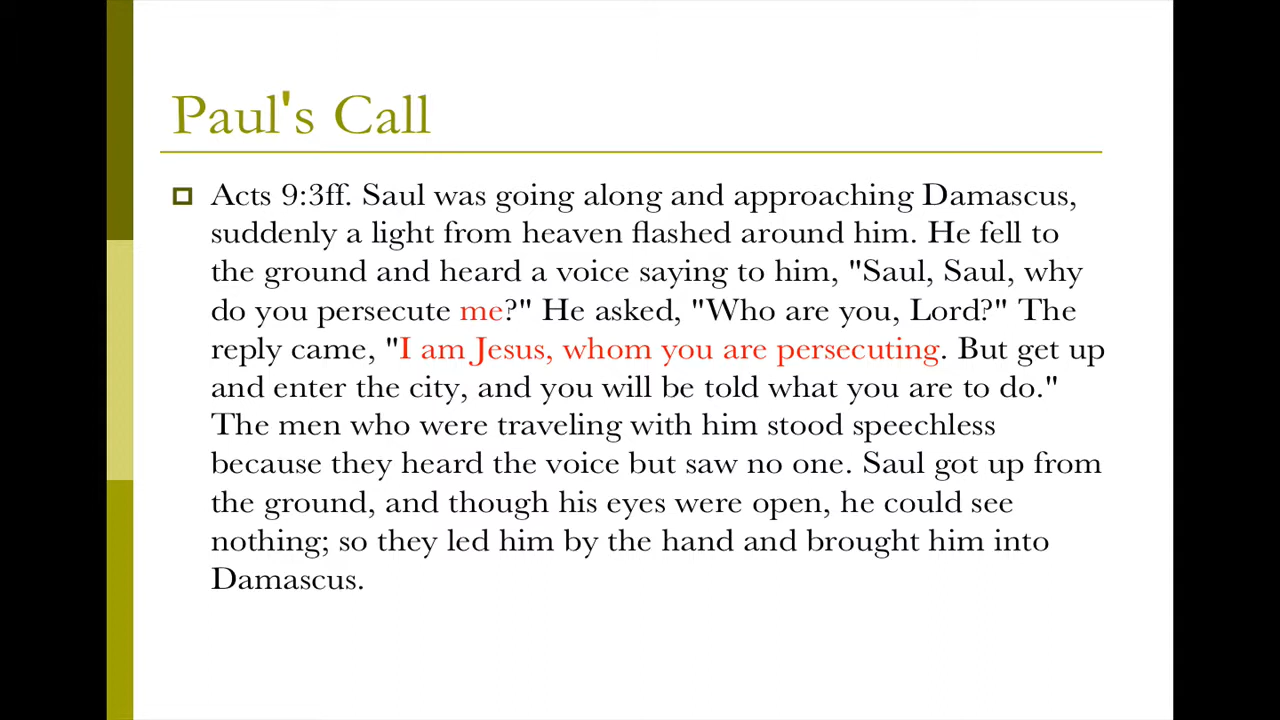 Paul's Call
Acts 9:3ff. Saul was going along and approaching Damascus,
suddenly a light from heaven flashed around him. He fell to
the ground and heard a voice saying to him, "Saul, Saul, why
do you persecute me?" He asked, "Who are you, Lord?" The
reply came, "I am Jesus, whom you are persecuting. But get up
and enter the city, and you will be told what you are to do."
The men who were traveling with him stood speechless
because they heard the voice but saw no one. Saul got up from
the ground, and though his eyes were open, he could see
nothing; so they led him by the hand and brought him into
Damascus.